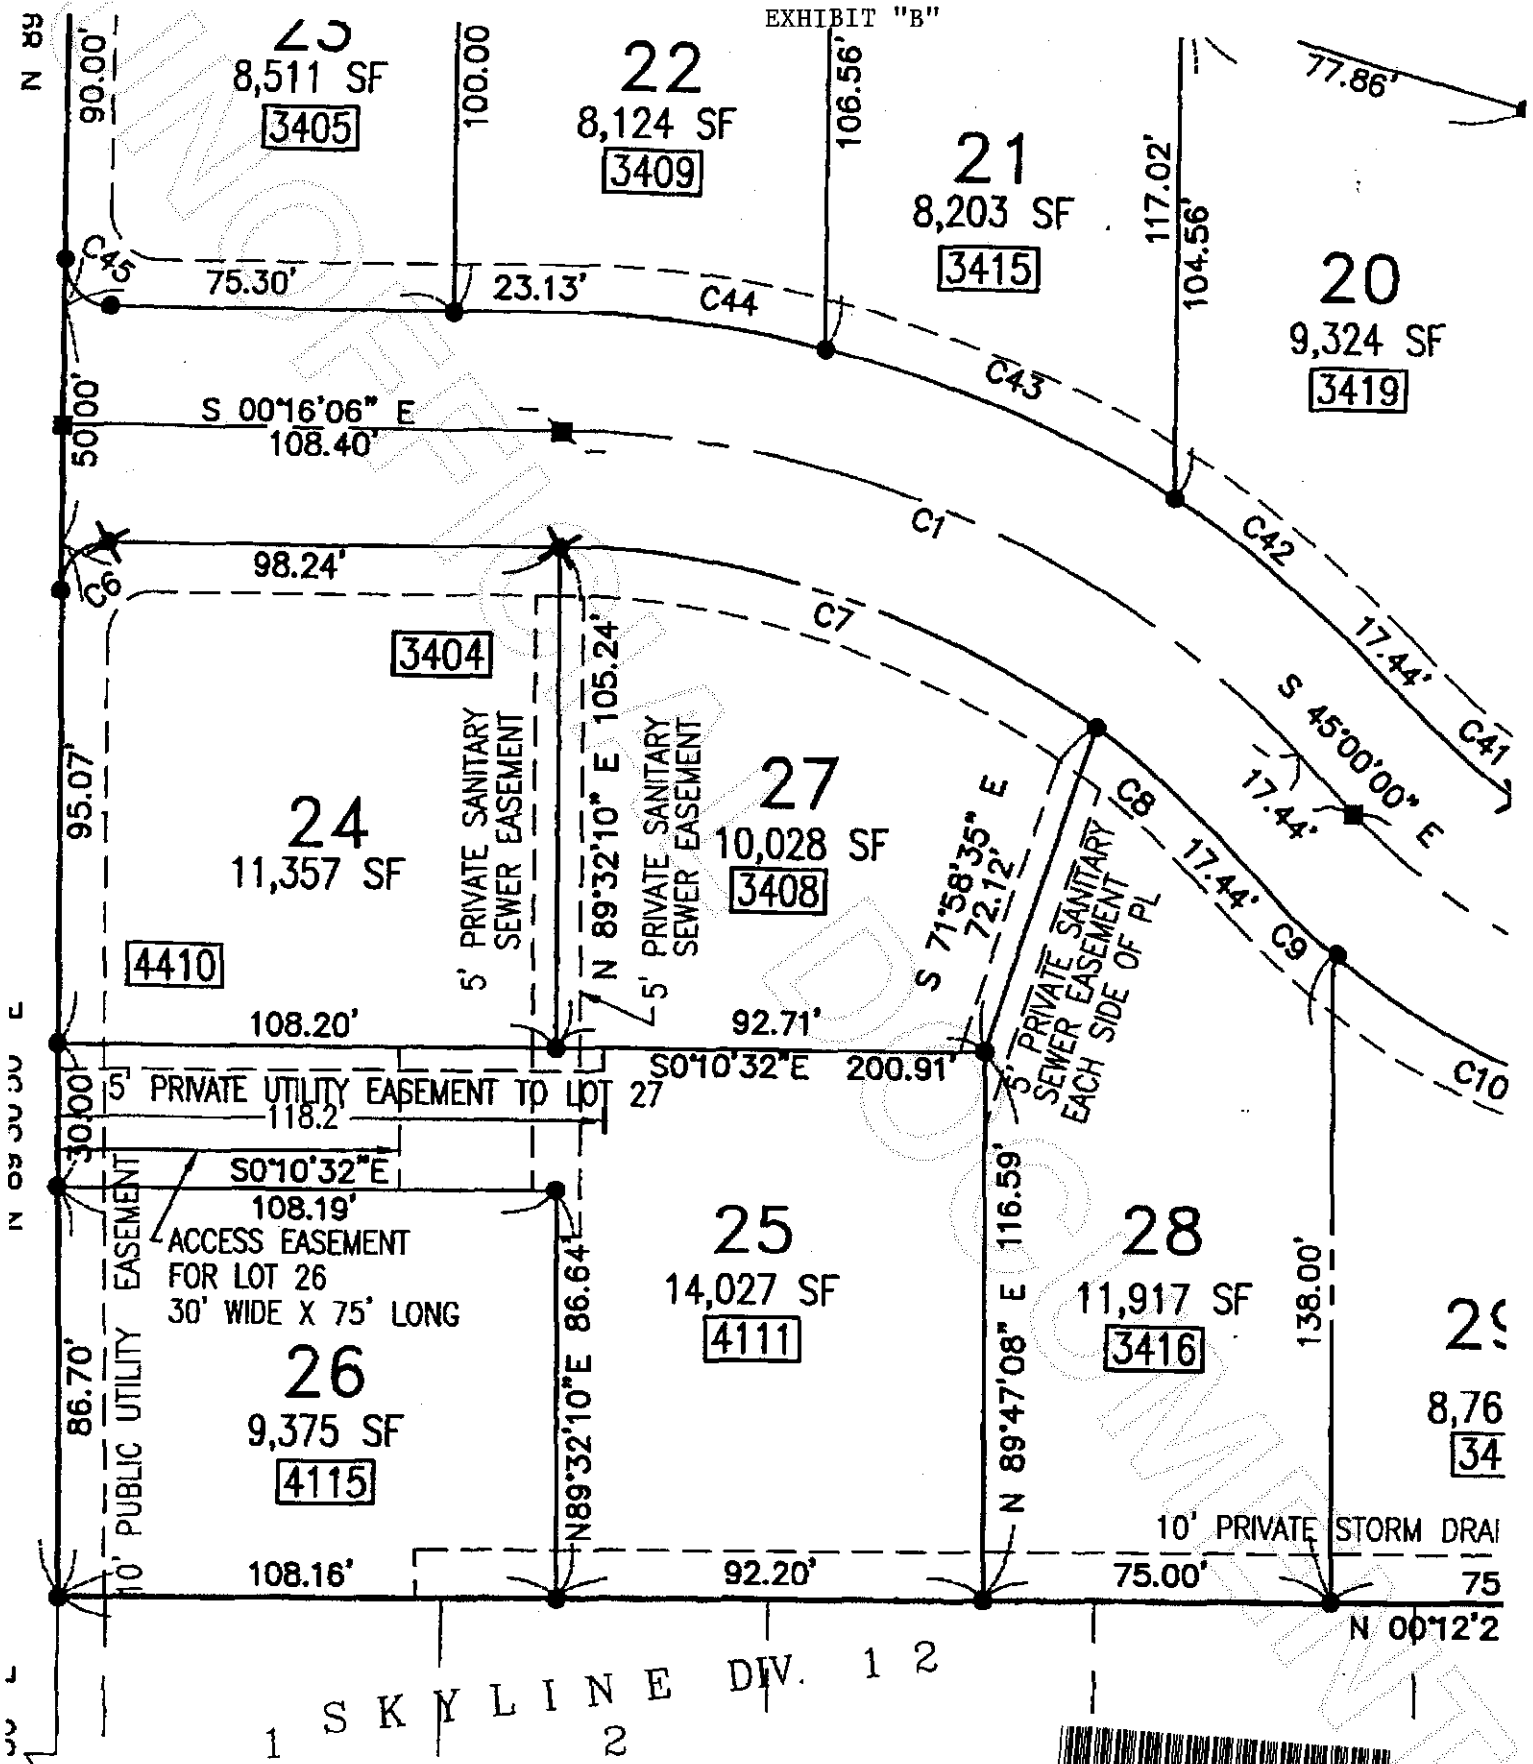 EXHIBIT "B"
8,511 SF
3405
90.00'
100.00
22
8,124 SF
3409
106.56'
21
8,203 SF
3415
117.02'
104.56'
77.86'
20
9,324 SF
3419
C45
75.30'
23.13'
C44
C43
C42
17.44'
C41
50.00'
S 00°16'06" E
108.40'
C1
S 45°00'00" E
17.44'
C6
98.24'
C7
C8
17.44'
C9
C10
3404
95.07'
24
11,357 SF
4410
5' PRIVATE SANITARY
SEWER EASEMENT
N 89°32'10" E 105.24'
5' PRIVATE SANITARY
SEWER EASEMENT
27
10,028 SF
3408
S 71°58'35" E
72.12'
5' PRIVATE SANITARY
SEWER EASEMENT
EACH SIDE OF PL
108.20'
92.71'
S0°10'32"E 200.91'
5' PRIVATE UTILITY EASEMENT TO LOT 27
118.2'
30.00'
S0°10'32"E
108.19'
ACCESS EASEMENT
FOR LOT 26
30' WIDE X 75' LONG
10' PUBLIC UTILITY EASEMENT
86.70'
26
9,375 SF
4115
N89°32'10"E 86.64'
25
14,027 SF
4111
N 89°47'08" E 116.59'
28
11,917 SF
3416
138.00'
8,76
34
10' PRIVATE STORM DRAI
108.16'
92.20'
75.00'
75
N 00°12'2
SKYLINE DIV. 12
1
2
UNOFFICIAL DOCUMENT